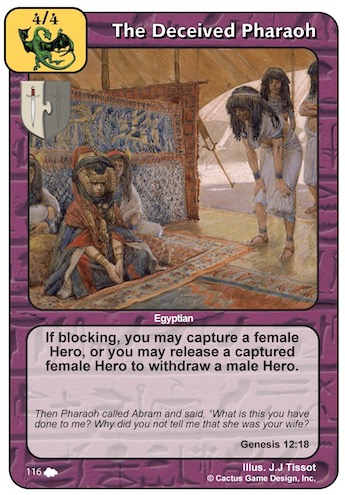 4/4
The Deceived Pharaoh
Egyptian
If blocking, you may capture a female
Hero, or you may release a captured
female Hero to withdraw a male Hero.
Then Pharaoh called Abram and said, “What is this you have
done to me? Why did you not tell me that she was your wife?
Genesis 12:18
116
Illus. J.J Tissot
© Cactus Game Design, Inc.